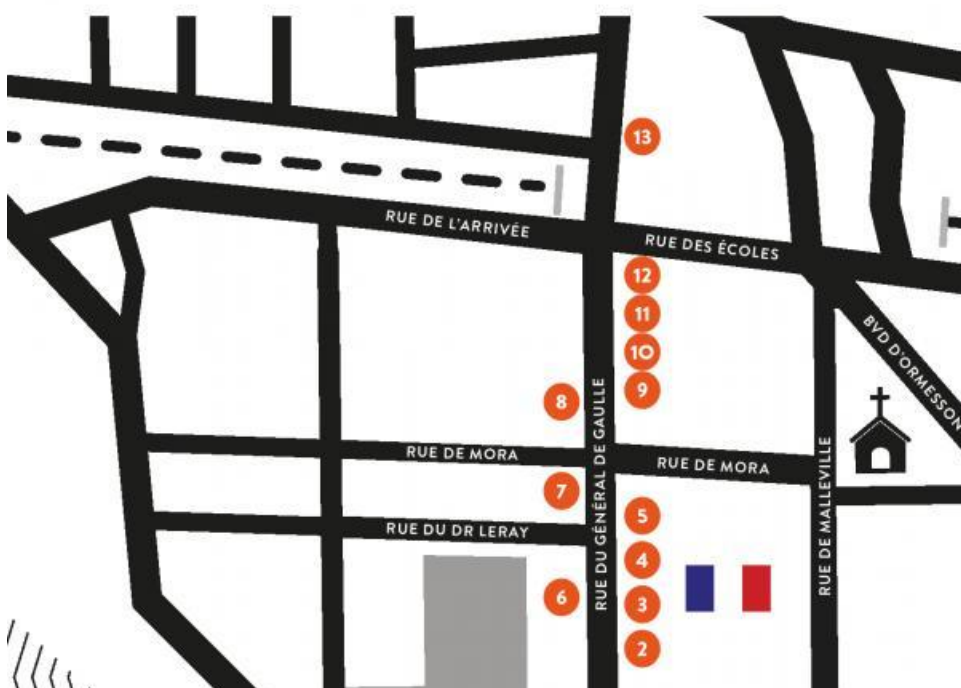 13
RUE DE L'ARRIVÉE
RUE DES ÉCOLES
12
11
10
9
8
BVD D'ORMESSON
RUE DU GÉNÉRAL DE GAULLE
RUE DE MALLEVILLE
RUE DE MORA
RUE DE MORA
7
5
RUE DU DR LERAY
4
6
3
2